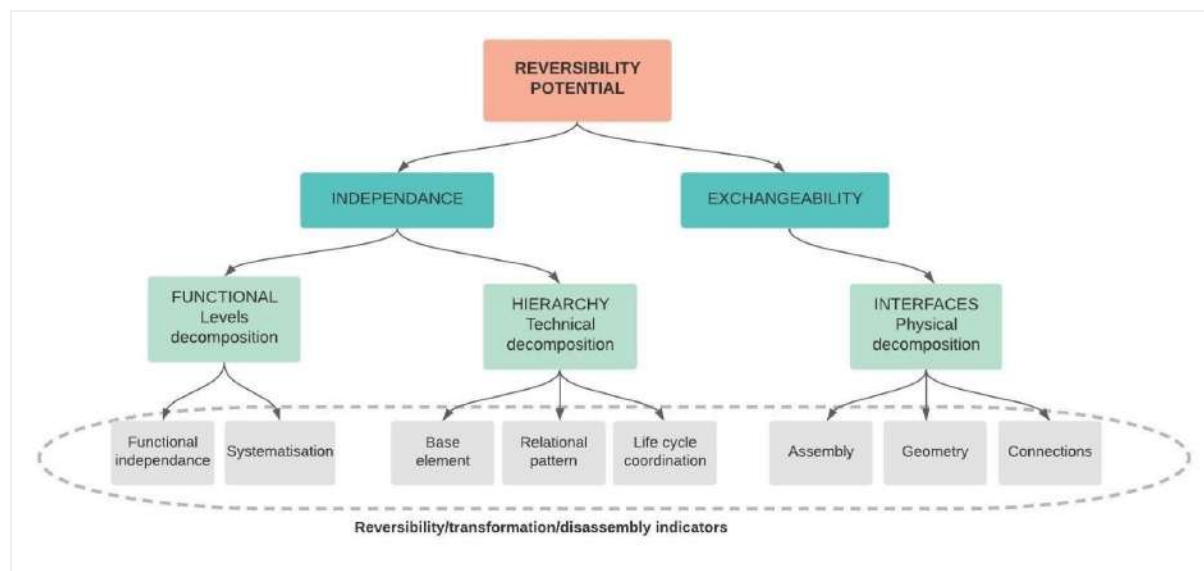 REVERSIBILITY
POTENTIAL
INDEPENDANCE
EXCHANGEABILITY
FUNCTIONAL
Levels
decomposition
HIERARCHY
Technical
decomposition
INTERFACES
Physical
decomposition
Functional
independance
Systematisation
Base
element
Relational
pattern
Life cycle
coordination
Assembly
Geometry
Connections
Reversibility/transformation/disassembly indicators